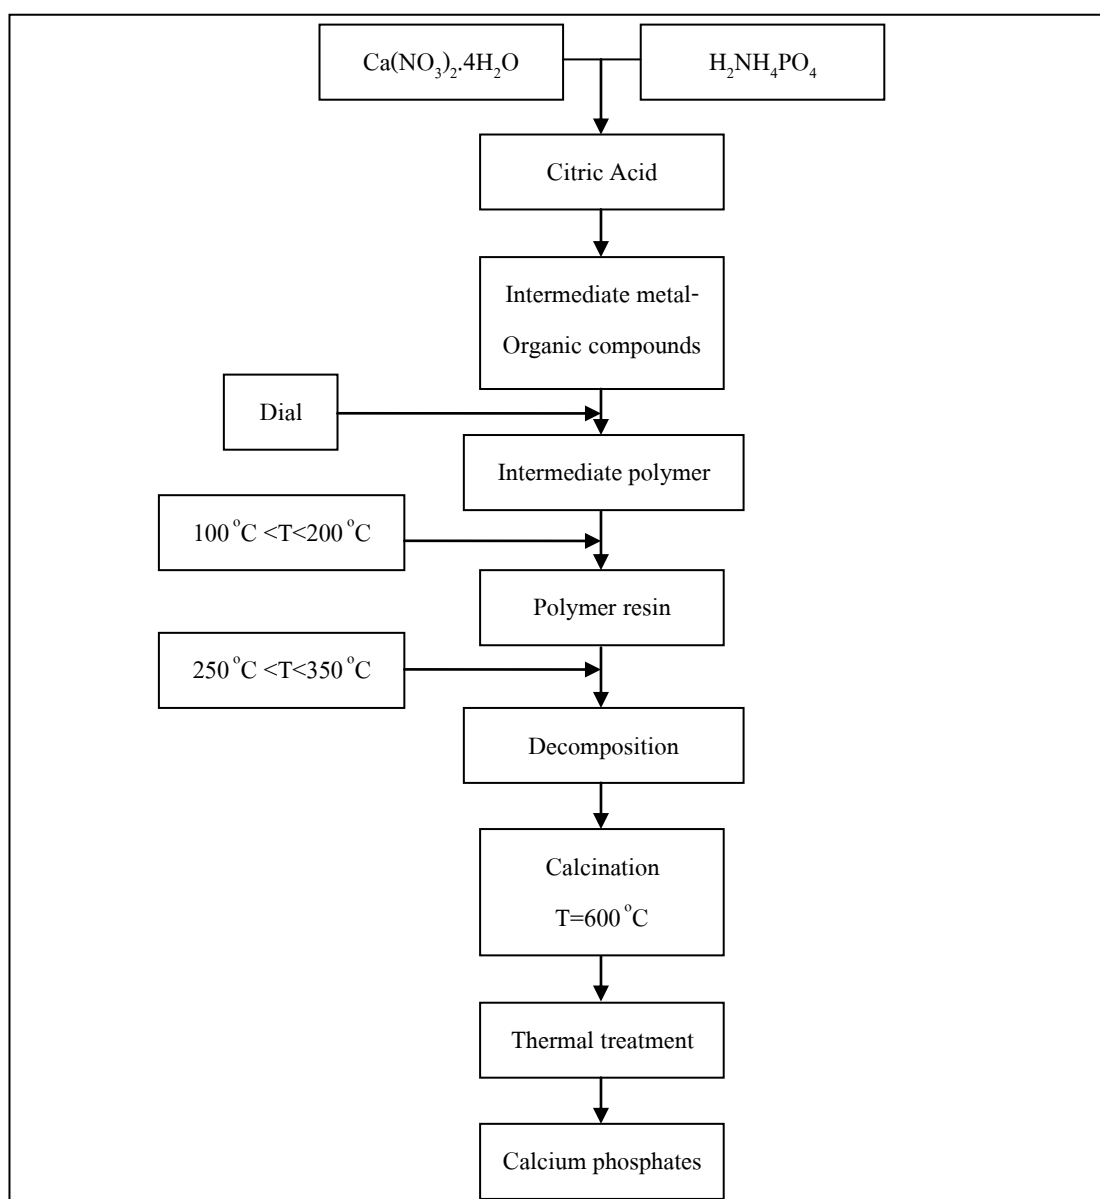 Ca(NO₃)₂.4H₂O
H₂NH₄PO₄
Citric Acid
Intermediate metal-
Organic compounds
Dial
Intermediate polymer
100 °C <T<200 °C
Polymer resin
250 °C <T<350 °C
Decomposition
Calcination
T=600 °C
Thermal treatment
Calcium phosphates